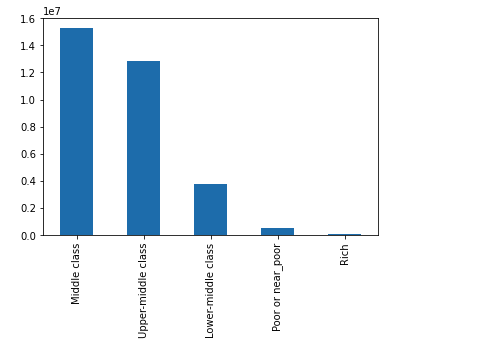 1e7
1.6
1.4
1.2
1.0
0.8
0.6
0.4
0.2
0.0
Middle class
Upper-middle class
Lower-middle class
Poor or near_poor
Rich